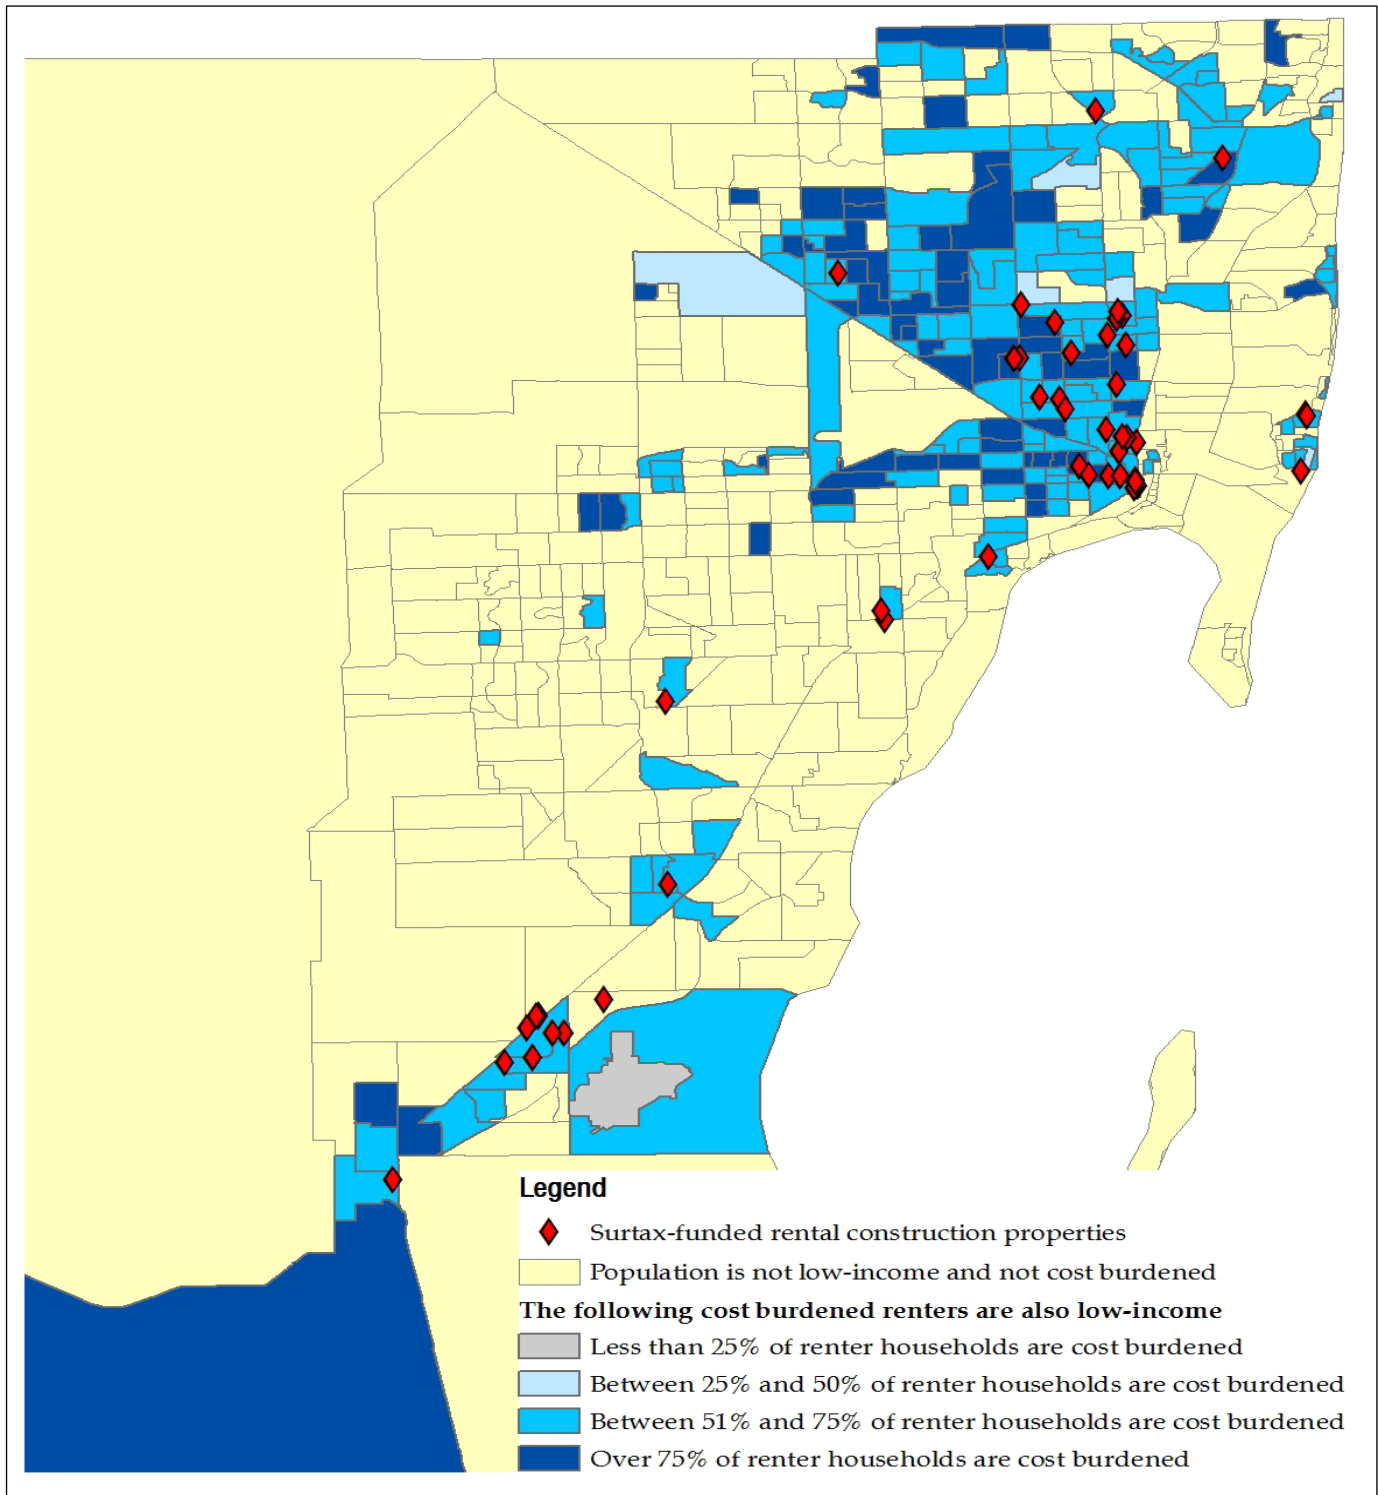 Legend
Surtax-funded rental construction properties
Population is not low-income and not cost burdened
The following cost burdened renters are also low-income
Less than 25% of renter households are cost burdened
Between 25% and 50% of renter households are cost burdened
Between 51% and 75% of renter households are cost burdened
Over 75% of renter households are cost burdened